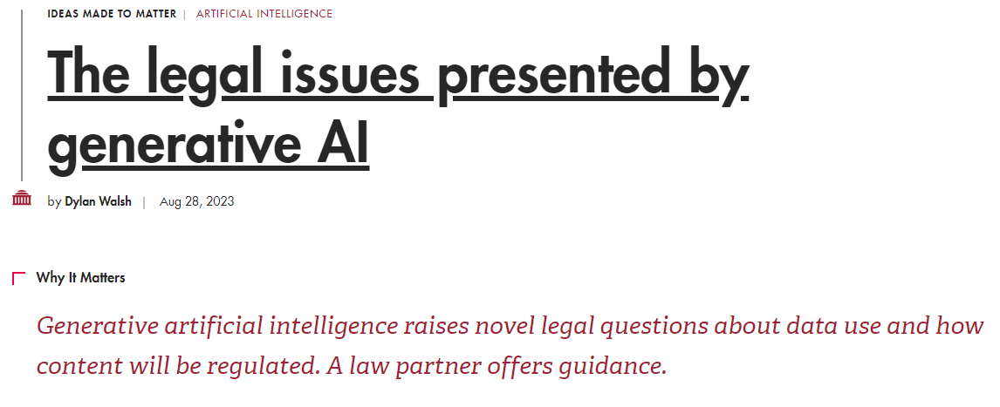 IDEAS MADE TO MATTER | ARTIFICIAL INTELLIGENCE
The legal issues presented by
generative AI
by Dylan Walsh | Aug 28, 2023
Why It Matters
Generative artificial intelligence raises novel legal questions about data use and how
content will be regulated. A law partner offers guidance.